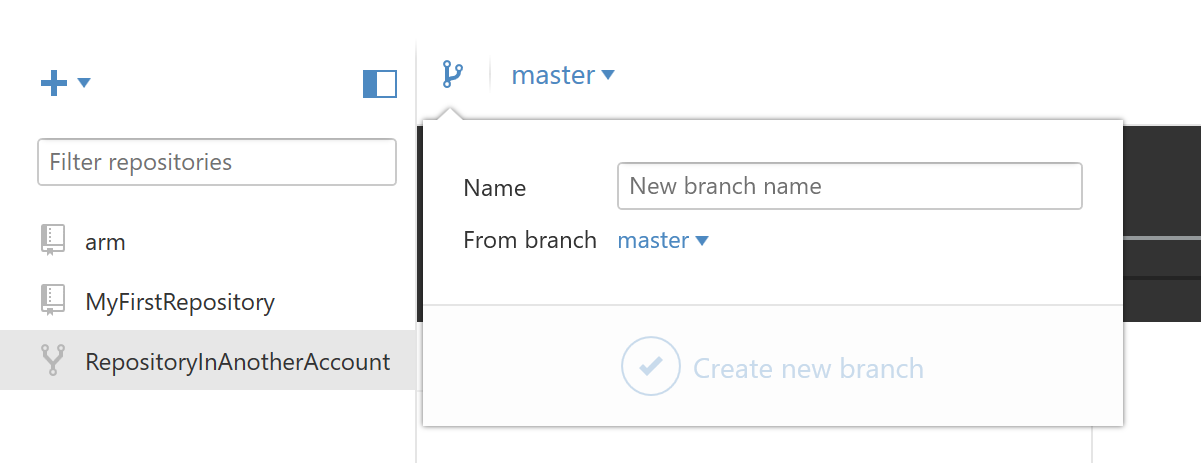 master
Filter repositories
arm
MyFirstRepository
RepositoryInAnotherAccount
Name
New branch name
From branch master
Create new branch